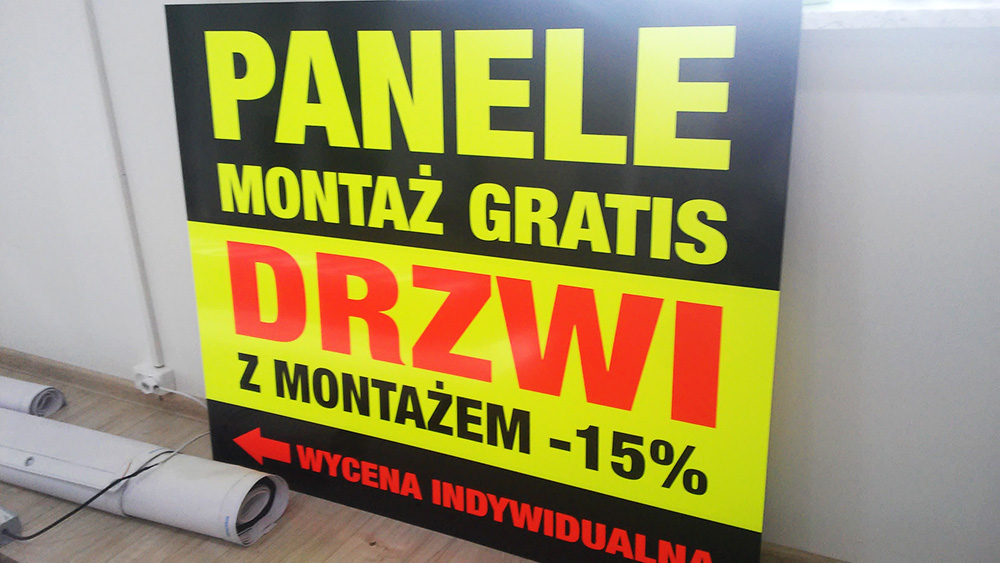 PANELE
MONTAŻ GRATIS
DRZWI
Z MONTAŻEM -15%
WYCENA INDYWIDUALNA